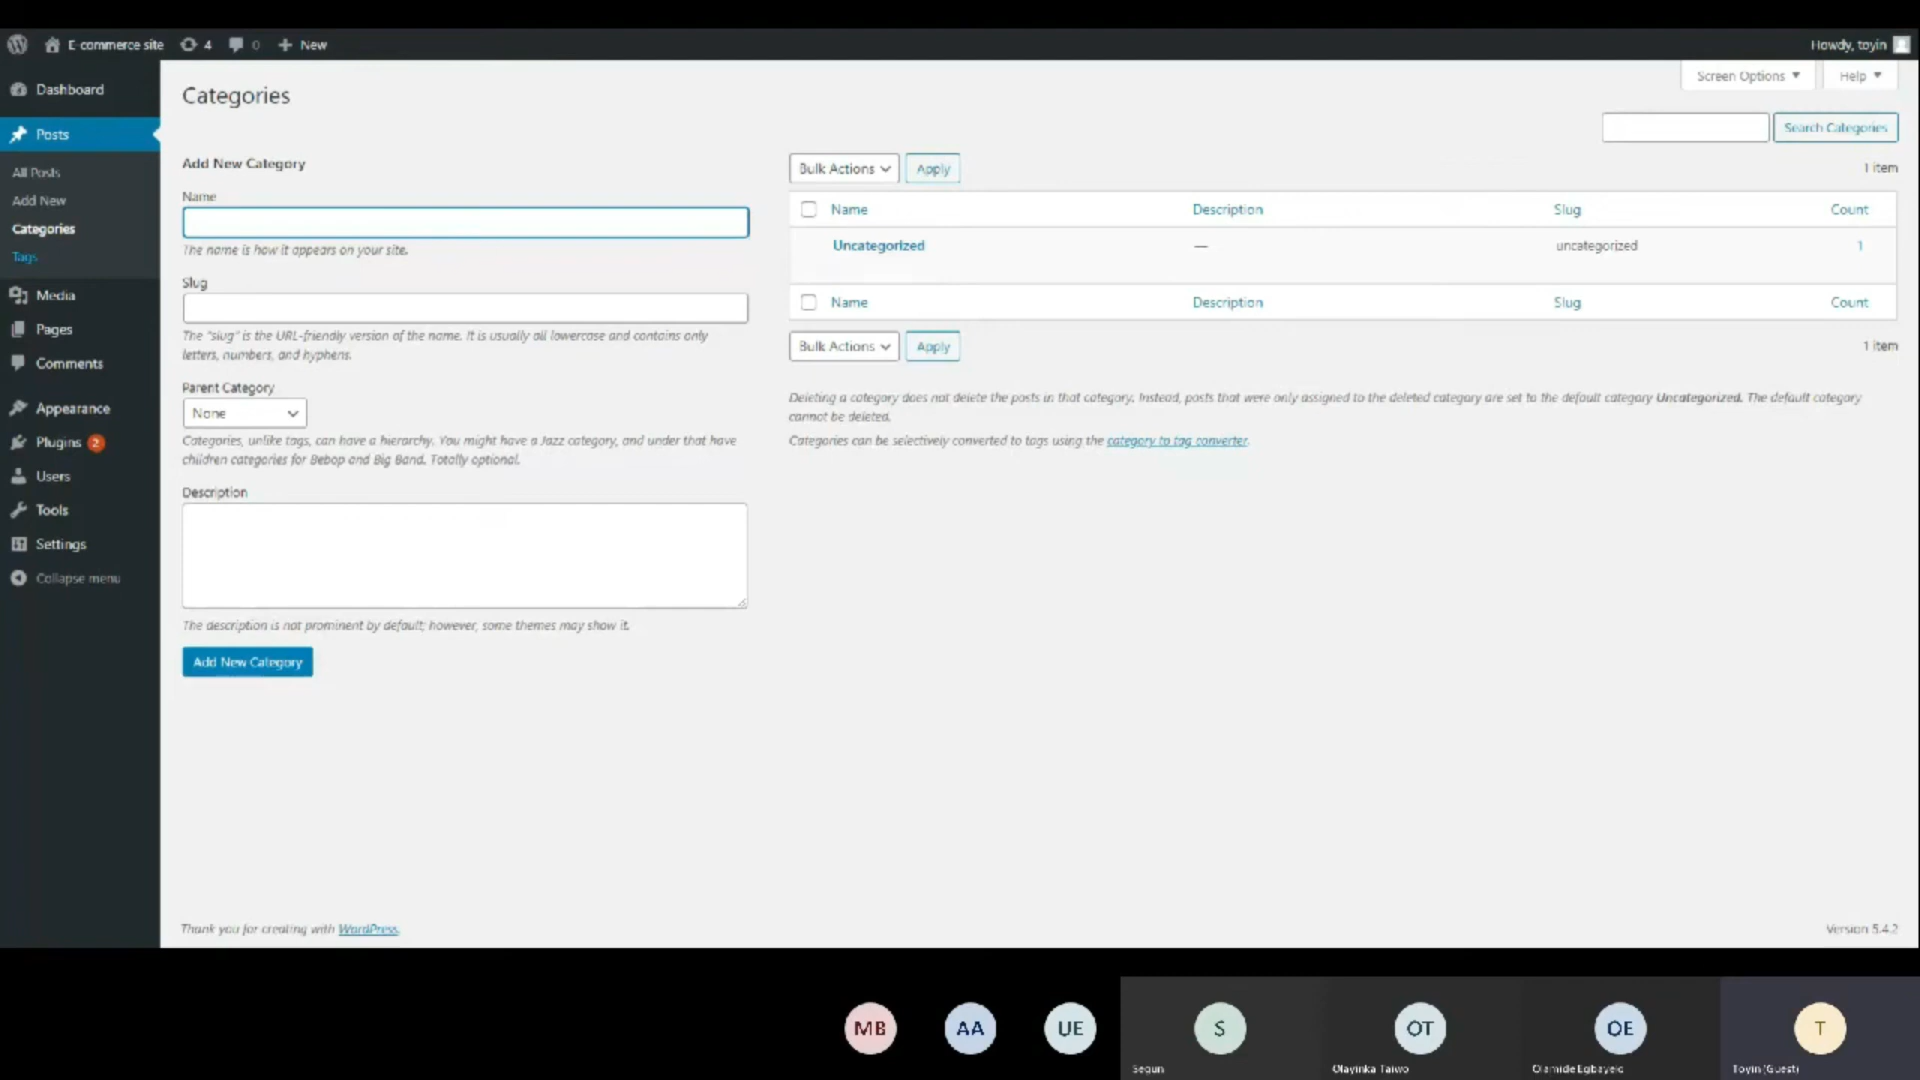 E-commerce site 4 0 New Howdy, toyin
Screen Options Help
Dashboard
Posts
All Posts
Add New
Categories
Tags
Media
Pages
Comments
Appearance
Plugins 2
Users
Tools
Settings
Collapse menu
Categories
Search Categories
Add New Category
Name
The name is how it appears on your site.
Slug
The "slug" is the URL-friendly version of the name. It is usually all lowercase and contains only
letters, numbers, and hyphens.
Parent Category
None
Categories, unlike tags, can have a hierarchy. You might have a Jazz category, and under that have
children categories for Bebop and Big Band. Totally optional.
Description
The description is not prominent by default; however, some themes may show it.
Add New Category
Bulk Actions Apply 1 item
Name Description Slug Count
Uncategorized — uncategorized 1
Name Description Slug Count
Bulk Actions Apply 1 item
Deleting a category does not delete the posts in that category. Instead, posts that were only assigned to the deleted category are set to the default category Uncategorized. The default category
cannot be deleted.
Categories can be selectively converted to tags using the category to tag converter.
Thank you for creating with WordPress. Version 5.4.2
MB AA UE S OT OE T
Segun Olayinka Taiwo Olamide Egbayelo Toyin (Guest)